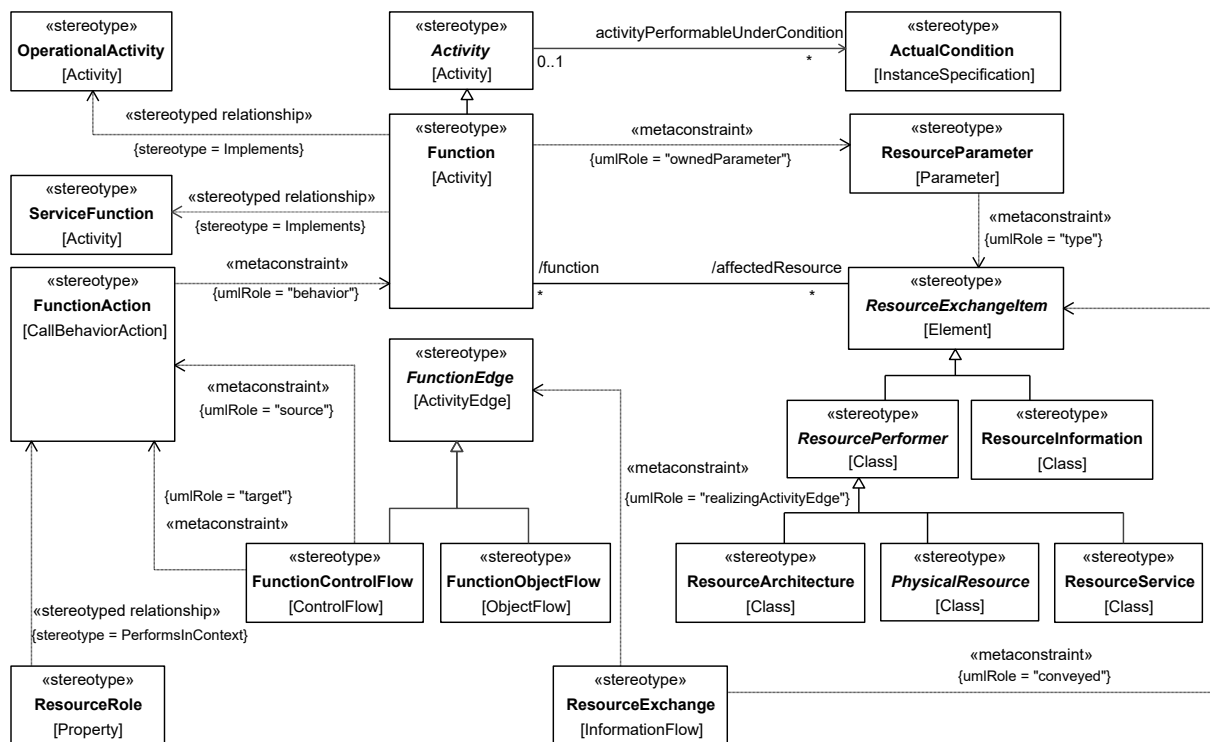 «stereotype»
OperationalActivity
[Activity]
«stereotype»
Activity
[Activity]
activityPerformableUnderCondition
0..1
*
«stereotype»
ActualCondition
[InstanceSpecification]
«stereotyped relationship»
{stereotype = Implements}
«stereotype»
Function
[Activity]
«metaconstraint»
{umlRole = "ownedParameter"}
«stereotype»
ResourceParameter
[Parameter]
«stereotype»
ServiceFunction
[Activity]
«stereotyped relationship»
{stereotype = Implements}
«metaconstraint»
{umlRole = "type"}
«stereotype»
FunctionAction
[CallBehaviorAction]
«metaconstraint»
{umlRole = "behavior"}
/function
*
/affectedResource
*
«stereotype»
ResourceExchangeItem
[Element]
«stereotype»
FunctionEdge
[ActivityEdge]
«metaconstraint»
{umlRole = "source"}
«stereotype»
ResourcePerformer
[Class]
«stereotype»
ResourceInformation
[Class]
«metaconstraint»
{umlRole = "realizingActivityEdge"}
{umlRole = "target"}
«metaconstraint»
«stereotype»
FunctionControlFlow
[ControlFlow]
«stereotype»
FunctionObjectFlow
[ObjectFlow]
«stereotype»
ResourceArchitecture
[Class]
«stereotype»
PhysicalResource
[Class]
«stereotype»
ResourceService
[Class]
«stereotyped relationship»
{stereotype = PerformsInContext}
«stereotype»
ResourceRole
[Property]
«stereotype»
ResourceExchange
[InformationFlow]
«metaconstraint»
{umlRole = "conveyed"}